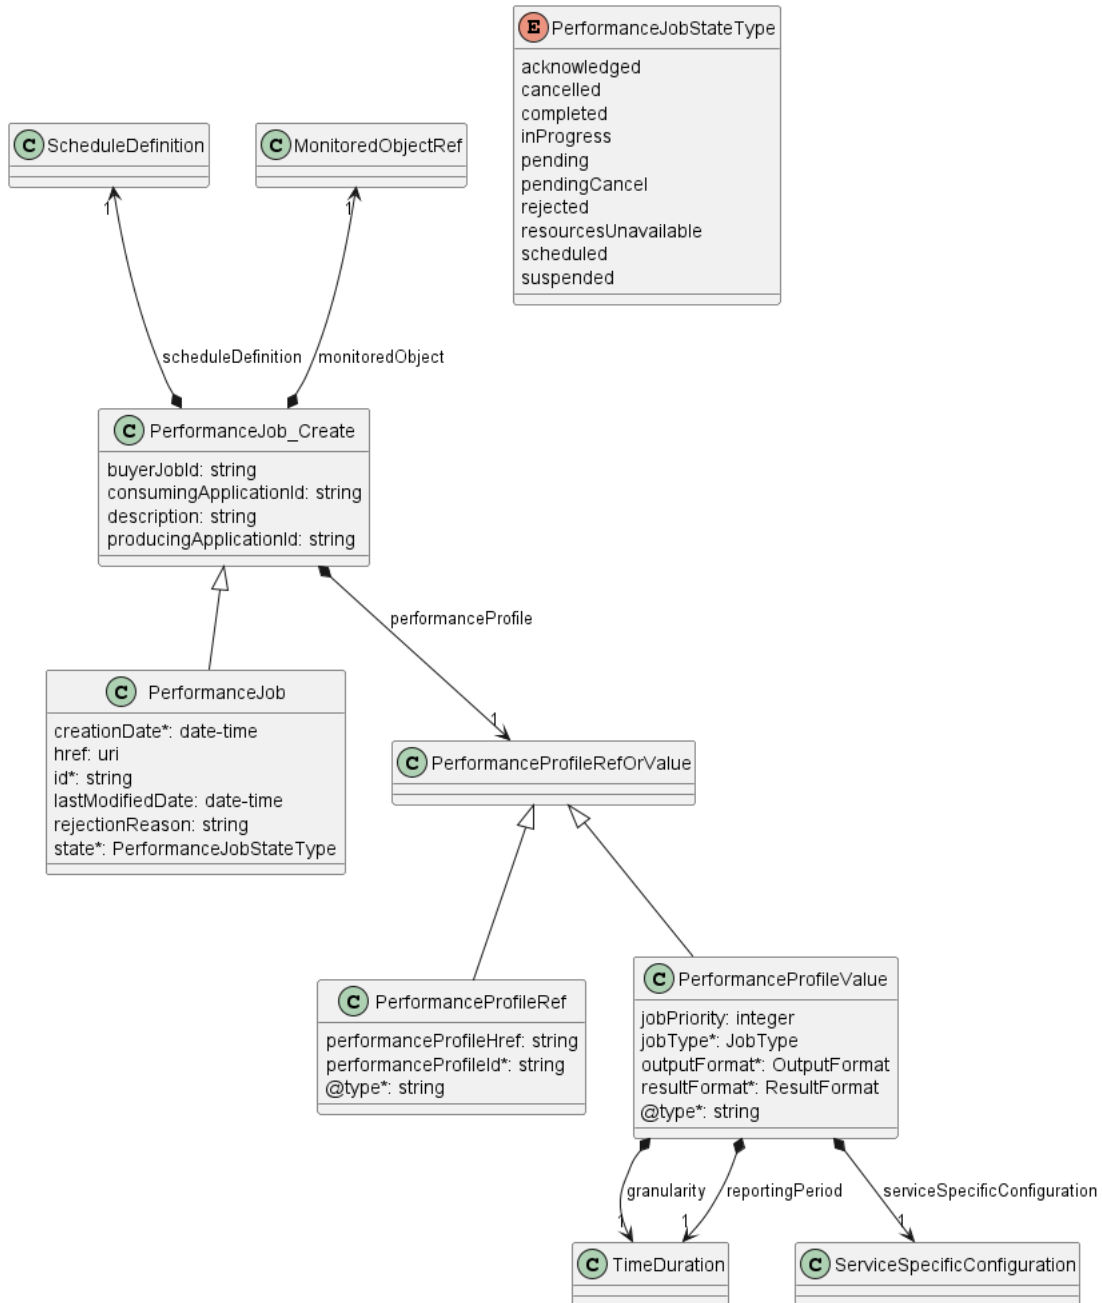 E PerformanceJobStateType
acknowledged
cancelled
completed
inProgress
pending
pendingCancel
rejected
resourcesUnavailable
scheduled
suspended
C ScheduleDefinition
C MonitoredObjectRef
1
1
scheduleDefinition
monitoredObject
C PerformanceJob_Create
buyerJobId: string
consumingApplicationId: string
description: string
producingApplicationId: string
performanceProfile
C PerformanceJob
creationDate*: date-time
href: uri
id*: string
lastModifiedDate: date-time
rejectionReason: string
state*: PerformanceJobStateType
1
C PerformanceProfileRefOrValue
C PerformanceProfileRef
performanceProfileHref: string
performanceProfileId*: string
@type*: string
C PerformanceProfileValue
jobPriority: integer
jobType*: JobType
outputFormat*: OutputFormat
resultFormat*: ResultFormat
@type*: string
granularity
reportingPeriod
serviceSpecificConfiguration
1
1
1
C TimeDuration
C ServiceSpecificConfiguration